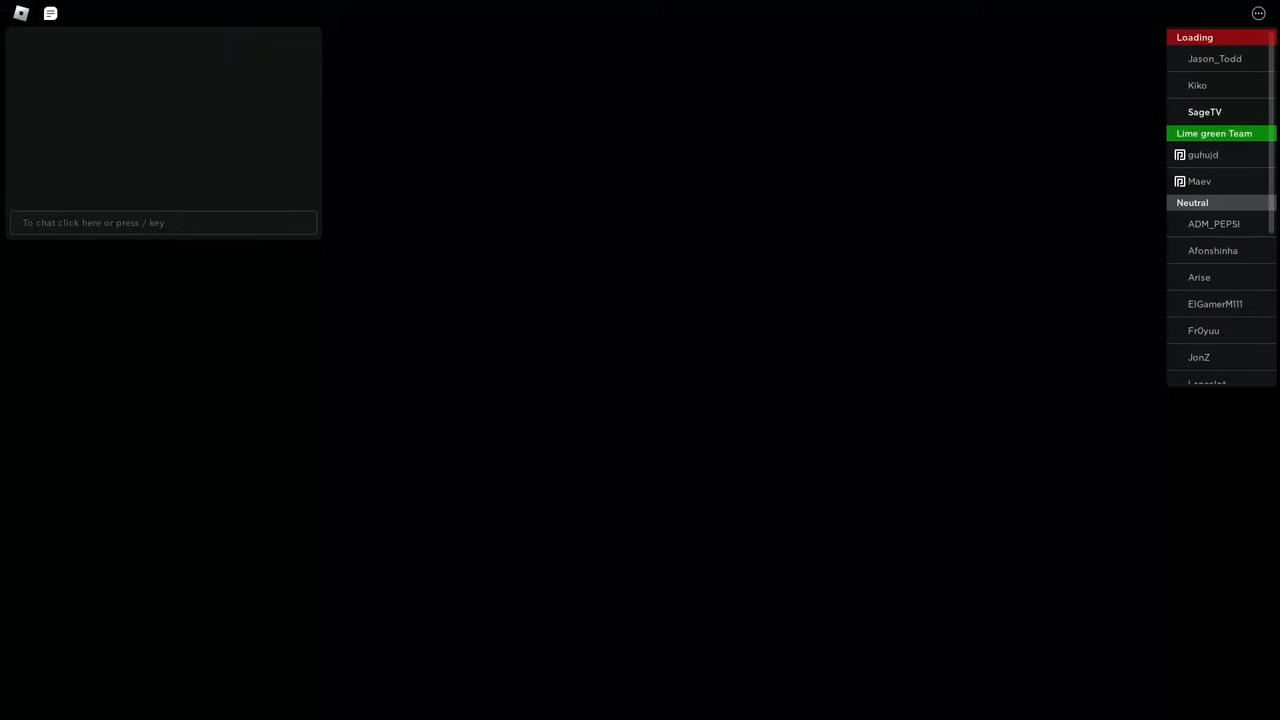 To chat click here or press / key
Loading
Jason_Todd
Kiko
SageTV
Lime green Team
guhujd
Maev
Neutral
ADM_PEPSI
Afonshinha
Arise
ElGamerM111
Fr0yuu
JonZ